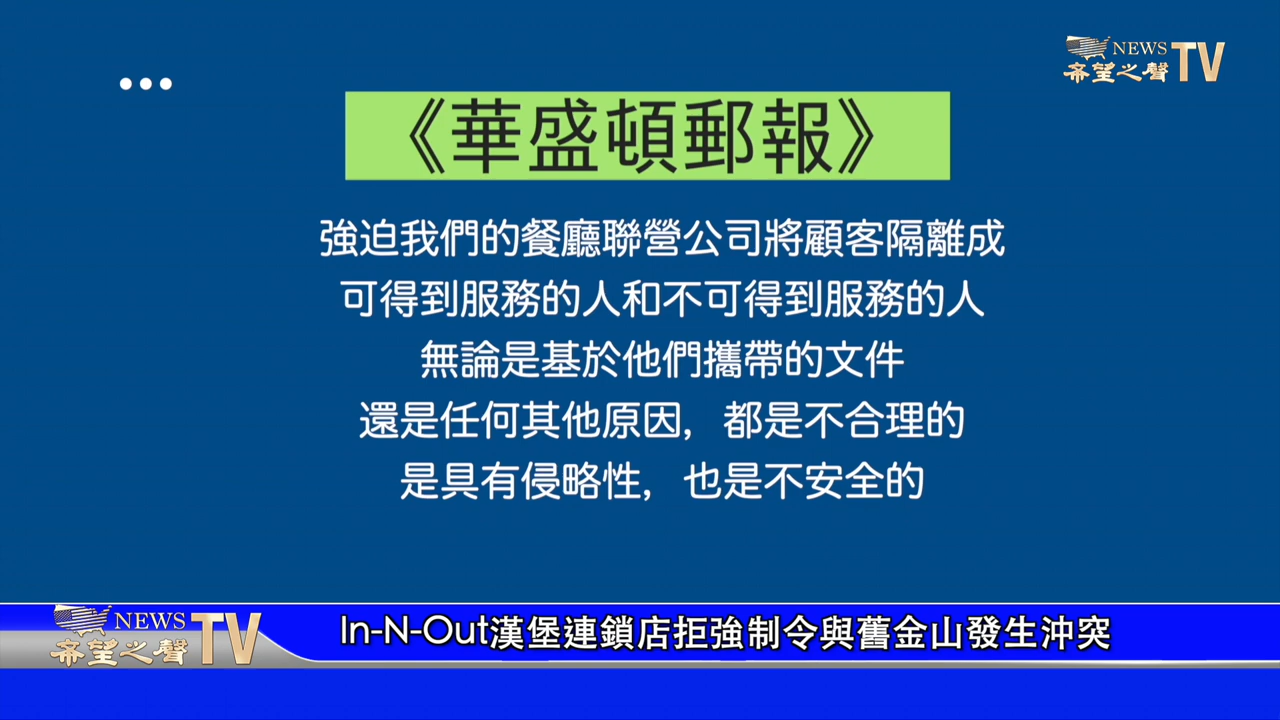 NEWS
希望之聲TV
《華盛頓郵報》
強迫我們的餐廳聯營公司將顧客隔離成
可得到服務的人和不可得到服務的人
無論是基於他們攜帶的文件
還是任何其他原因，都是不合理的
是具有侵略性，也是不安全的
NEWS
希望之聲TV
In-N-Out漢堡連鎖店拒強制令與舊金山發生沖突